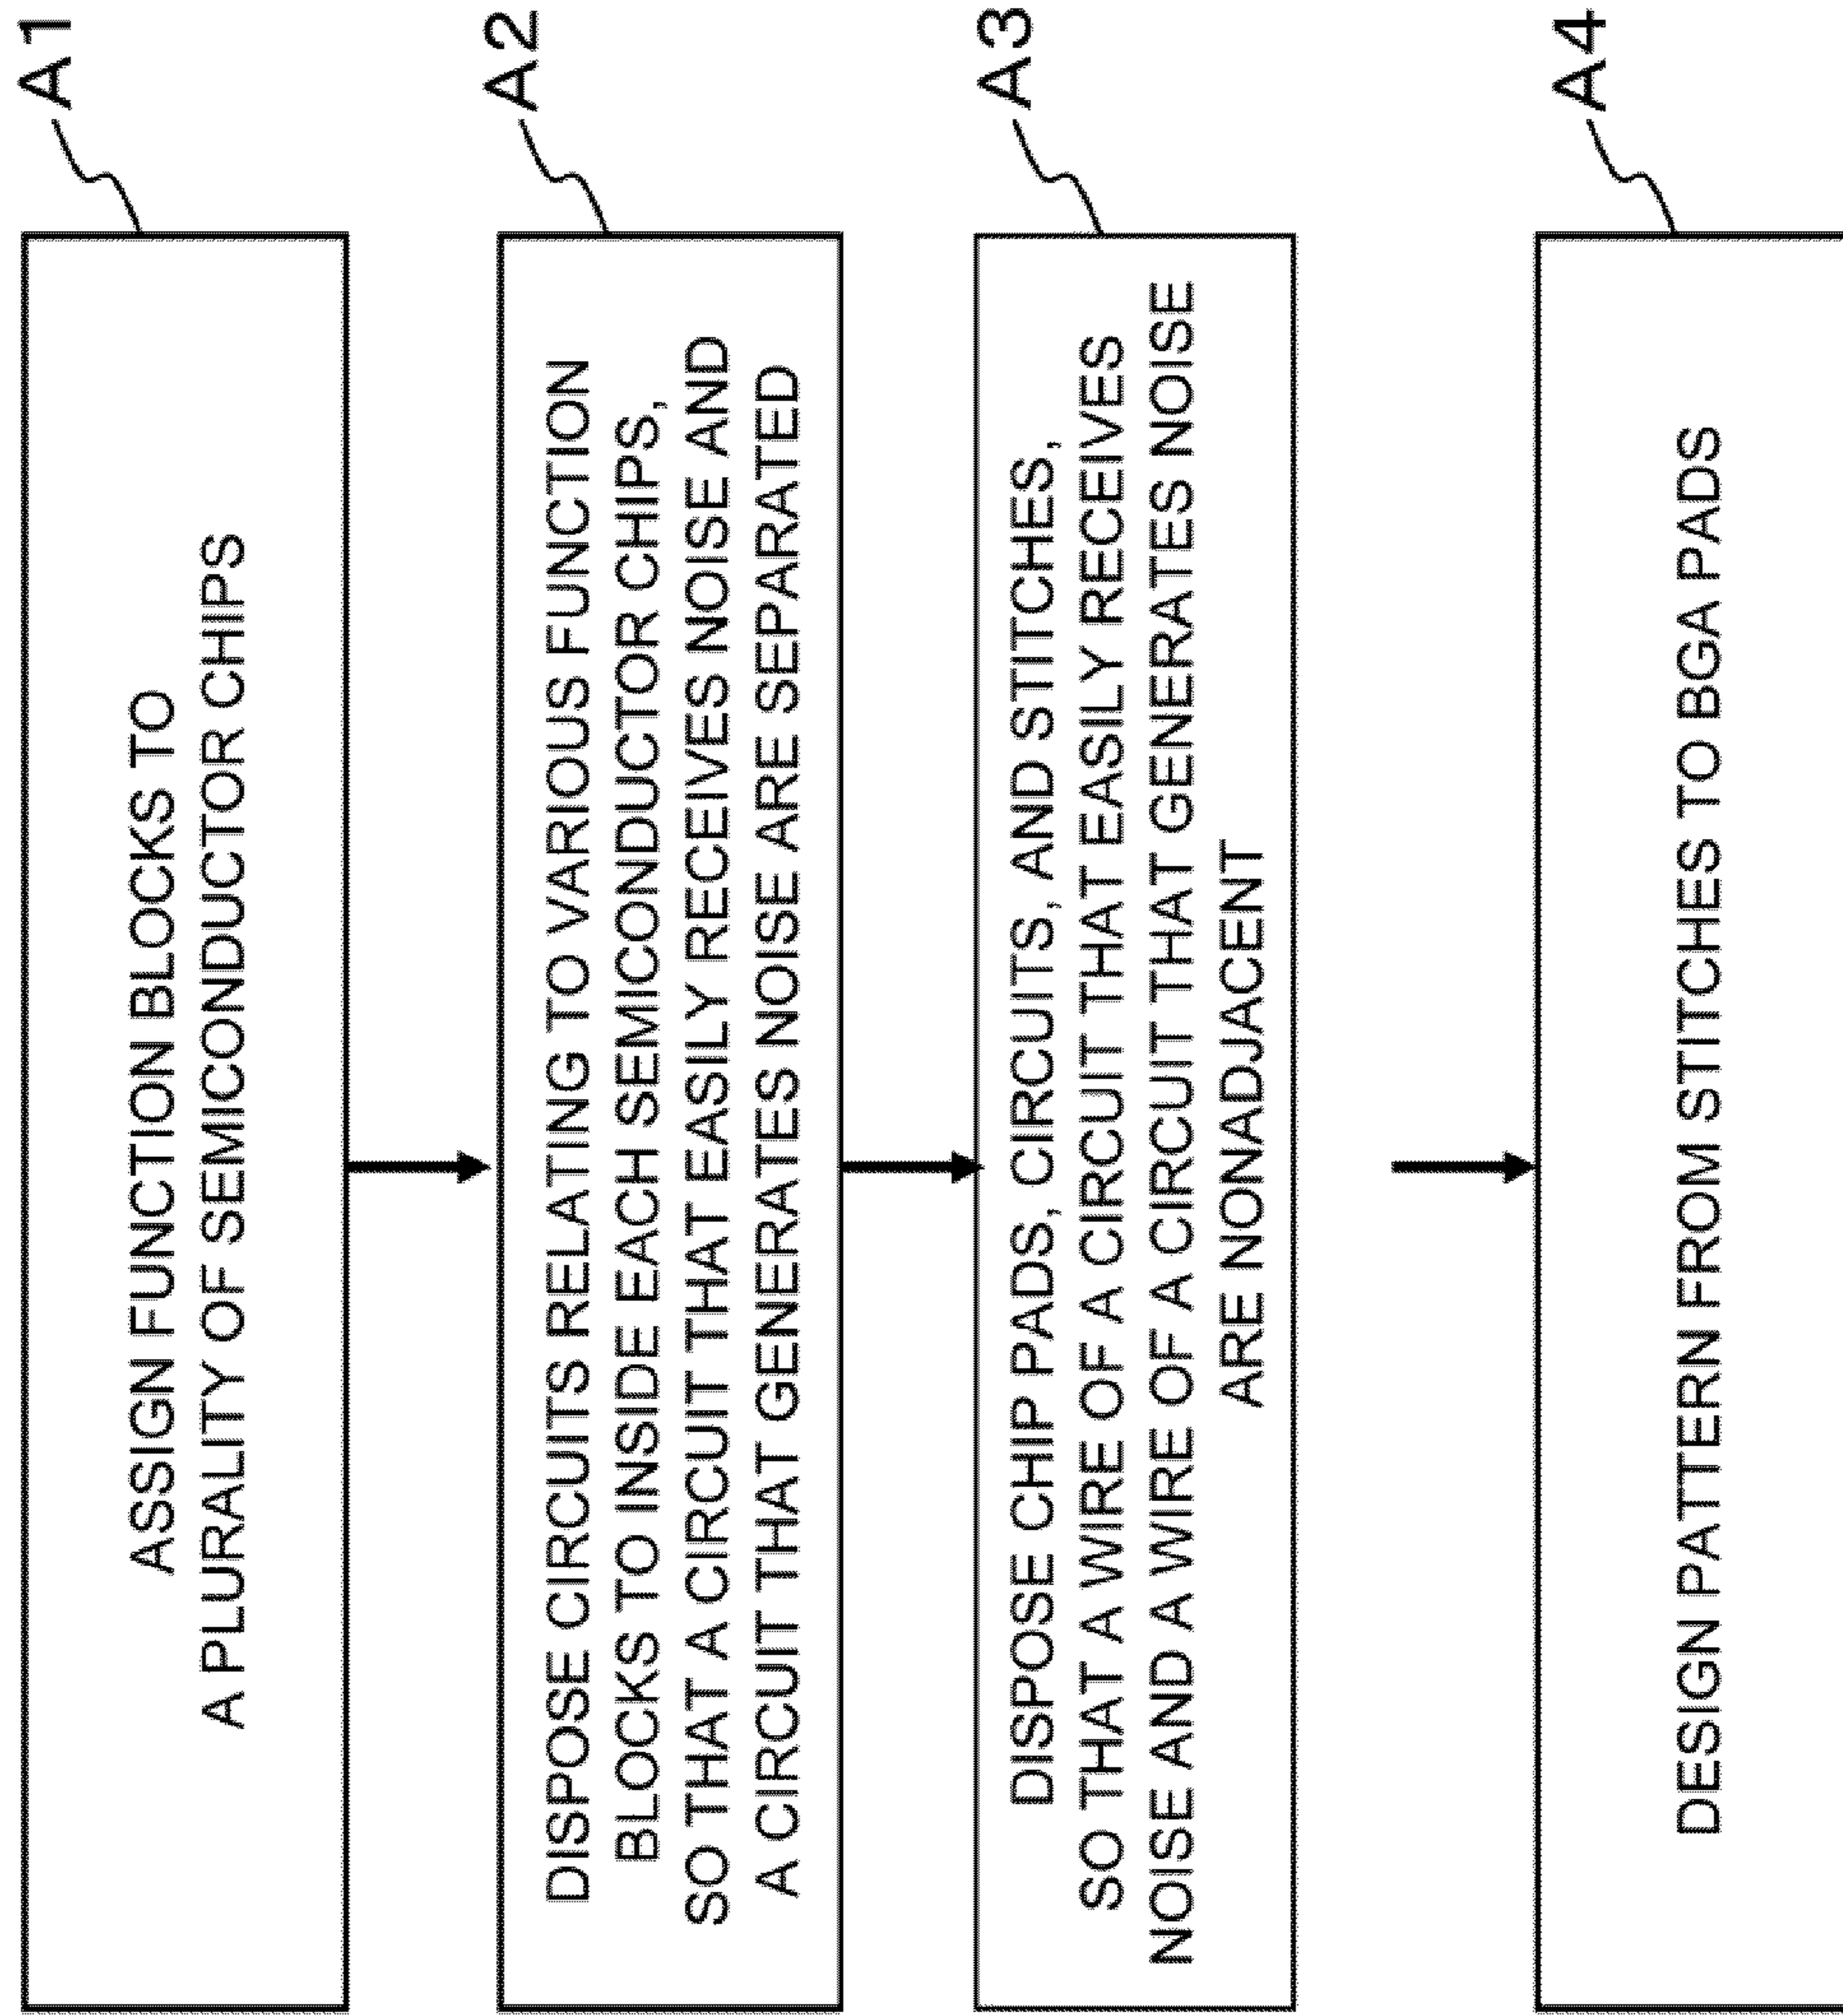 A1
ASSIGN FUNCTION BLOCKS TO
A PLURALITY OF SEMICONDUCTOR CHIPS
A2
DISPOSE CIRCUITS RELATING TO VARIOUS FUNCTION
BLOCKS TO INSIDE EACH SEMICONDUCTOR CHIPS,
SO THAT A CIRCUIT THAT EASILY RECEIVES NOISE AND
A CIRCUIT THAT GENERATES NOISE ARE SEPARATED
A3
DISPOSE CHIP PADS, CIRCUITS, AND STITCHES,
SO THAT A WIRE OF A CIRCUIT THAT EASILY RECEIVES
NOISE AND A WIRE OF A CIRCUIT THAT GENERATES NOISE
ARE NONADJACENT
A4
DESIGN PATTERN FROM STITCHES TO BGA PADS